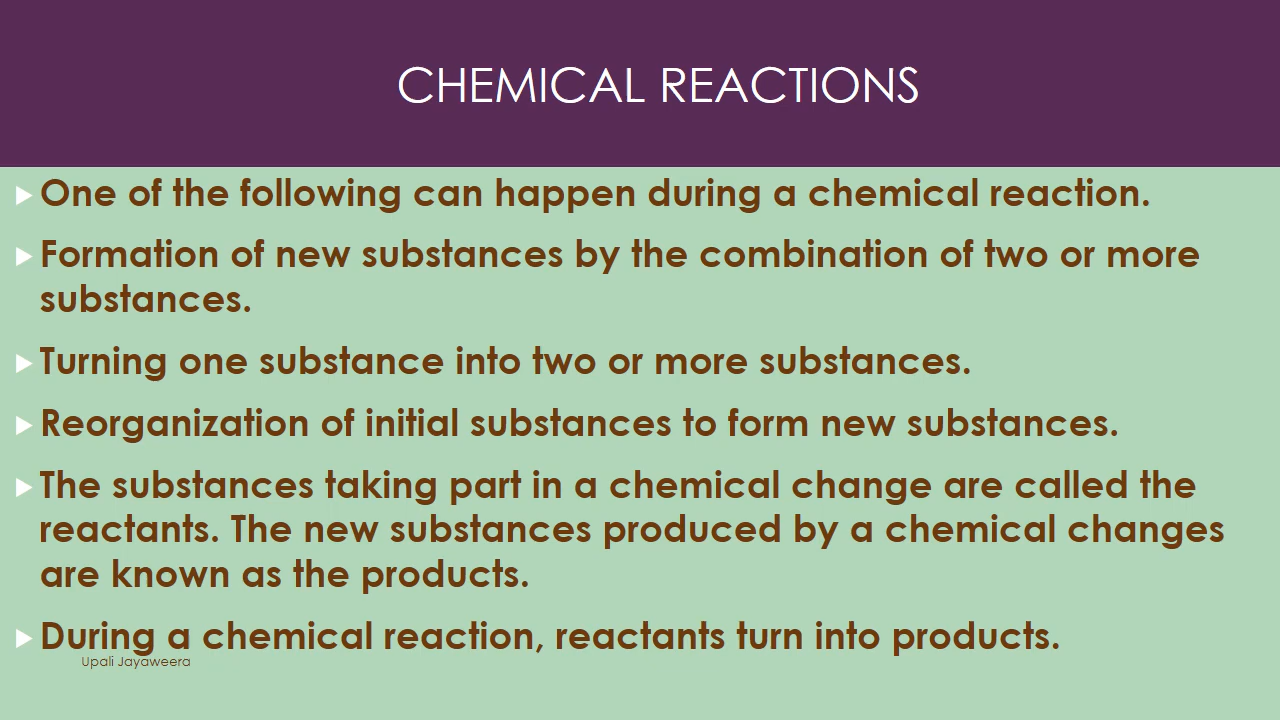 CHEMICAL REACTIONS
One of the following can happen during a chemical reaction.
Formation of new substances by the combination of two or more
substances.
Turning one substance into two or more substances.
Reorganization of initial substances to form new substances.
The substances taking part in a chemical change are called the
reactants. The new substances produced by a chemical changes
are known as the products.
During a chemical reaction, reactants turn into products.
Upali Jayaweera